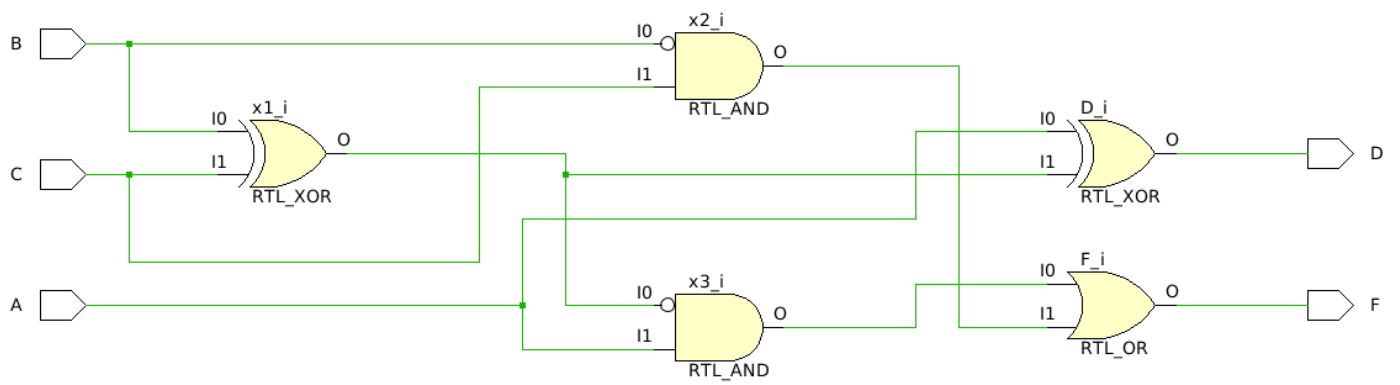 x2_i
B
I0
O
I1
RTL_AND
x1_i
I0
O
I1
C
RTL_XOR
D_i
I0
O
D
I1
RTL_XOR
x3_i
A
I0
O
I1
RTL_AND
F_i
I0
O
F
I1
RTL_OR